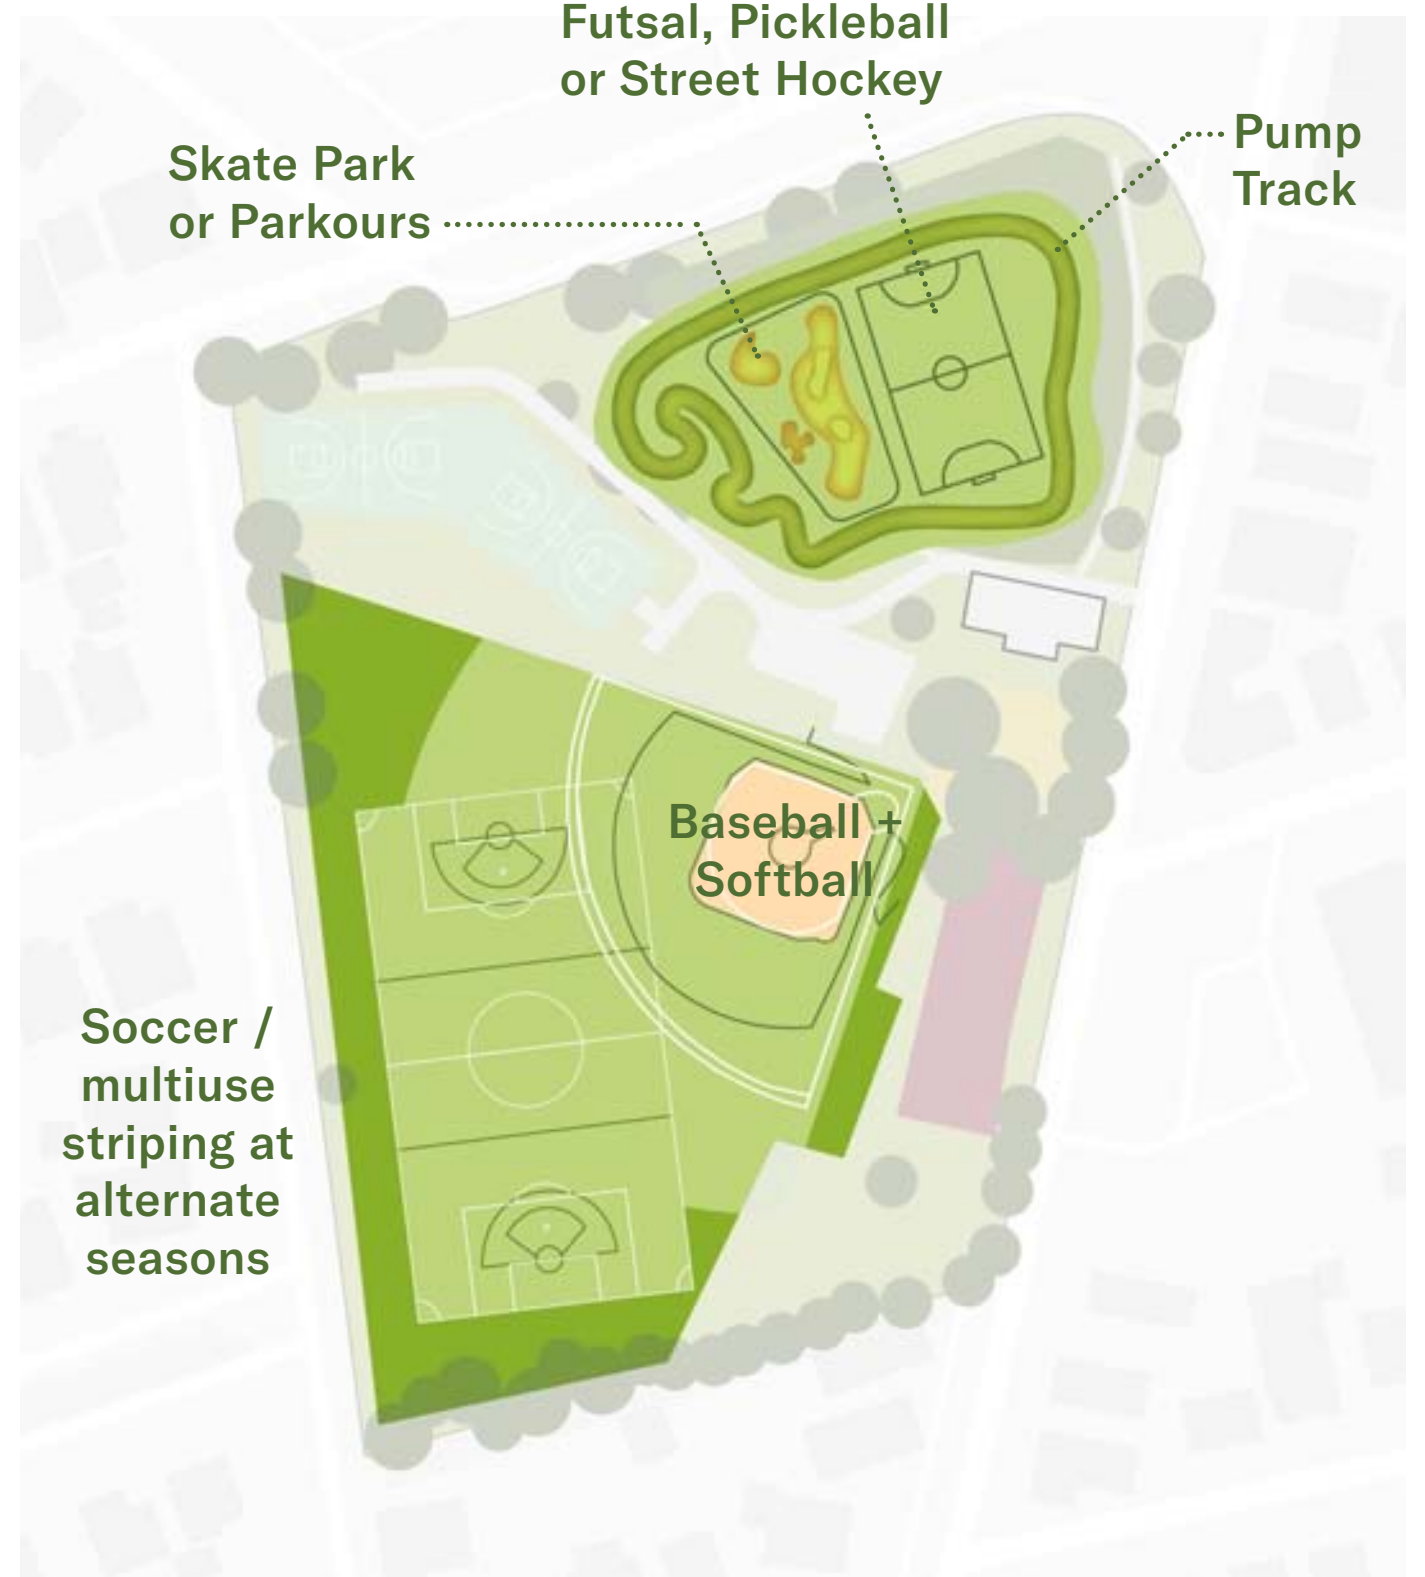 Futsal, Pickleball
or Street Hockey
Pump
Track
Skate Park
or Parkours
Baseball +
Softball
Soccer /
multiuse
striping at
alternate
seasons